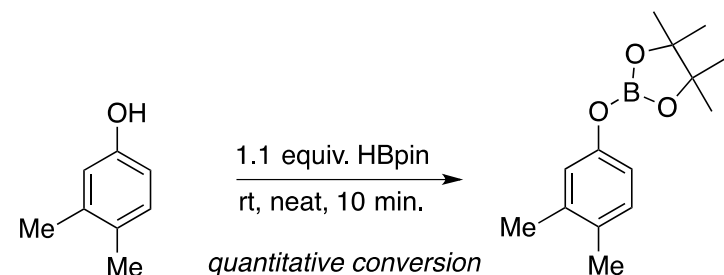 OH
Me
Me
1.1 equiv. HBpin
rt, neat, 10 min.
quantitative conversion
O
B
O
O
Me
Me